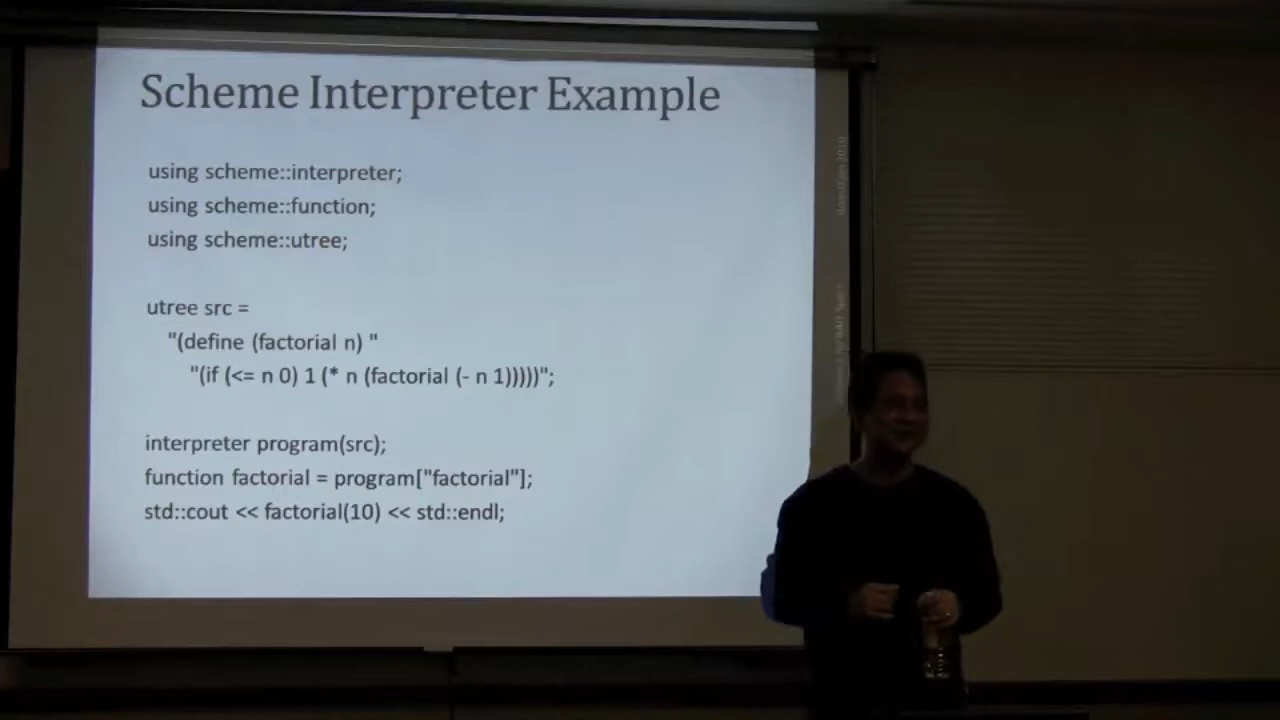 Scheme Interpreter Example
using scheme::interpreter;
using scheme::function;
using scheme::utree;
utree src =
"(define (factorial n) "
"(if (<= n 0) 1 (* n (factorial (- n 1)))))";
interpreter program(src);
function factorial = program["factorial"];
std::cout << factorial(10) << std::endl;